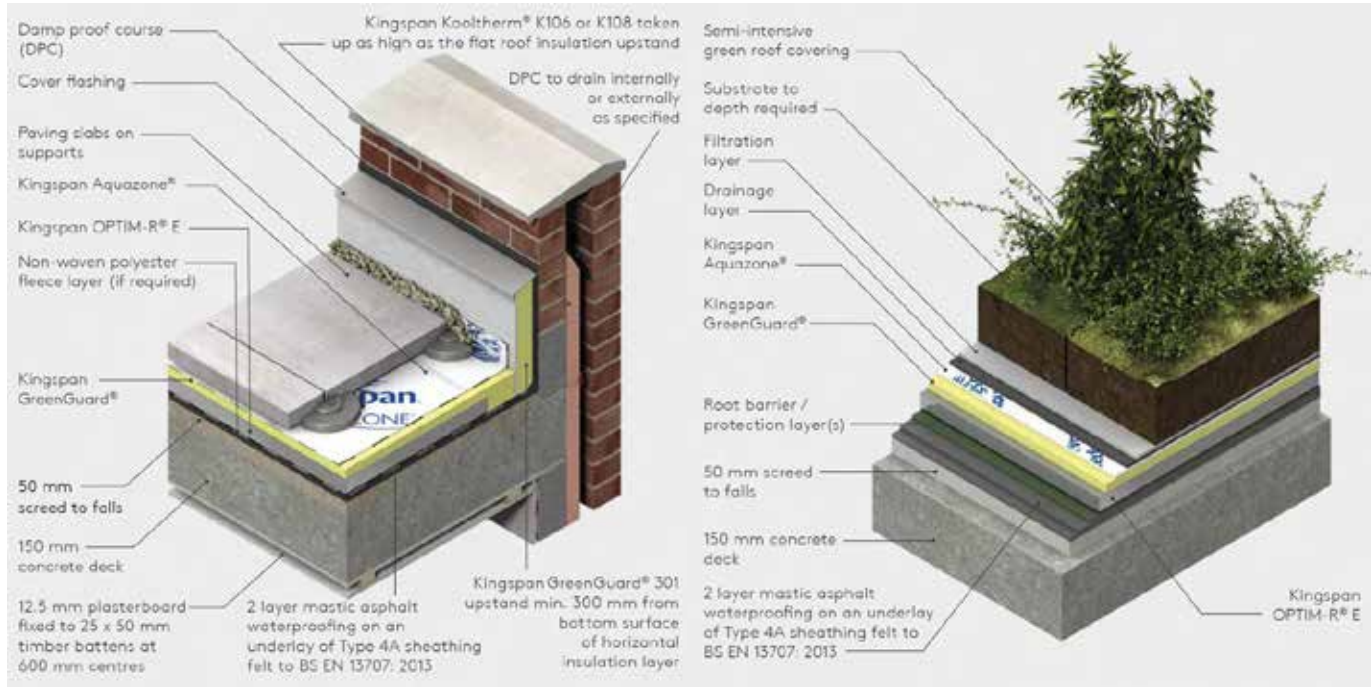 Damp proof course
(DPC)
Cover flashing
Paving slabs on
supports
Kingspan Aquazone®
Kingspan OPTIM-R® E
Non-woven polyester
fleece layer (if required)
Kingspan
GreenGuard®
50 mm
screed to falls
150 mm
concrete deck
12.5 mm plasterboard
fixed to 25 x 50 mm
timber battens at
600 mm centres
Kingspan Kooltherm® K106 or K108 taken
up as high as the flat roof insulation upstand
DPC to drain internally
or externally
as specified
pan
ONE
2 layer mastic asphalt
waterproofing on an
underlay of Type 4A sheathing
felt to BS EN 13707: 2013
Kingspan GreenGuard® 301
upstand min. 300 mm from
bottom surface
of horizontal
insulation layer
Semi-intensive
green roof covering
Substrate to
depth required
Filtration
layer
Drainage
layer
Kingspan
Aquazone®
Kingspan
GreenGuard®
Root barrier /
protection layer(s)
50 mm screed
to falls
150 mm concrete
deck
2 layer mastic asphalt
waterproofing on an underlay
of Type 4A sheathing felt to
BS EN 13707: 2013
Kingspan
OPTIM-R® E